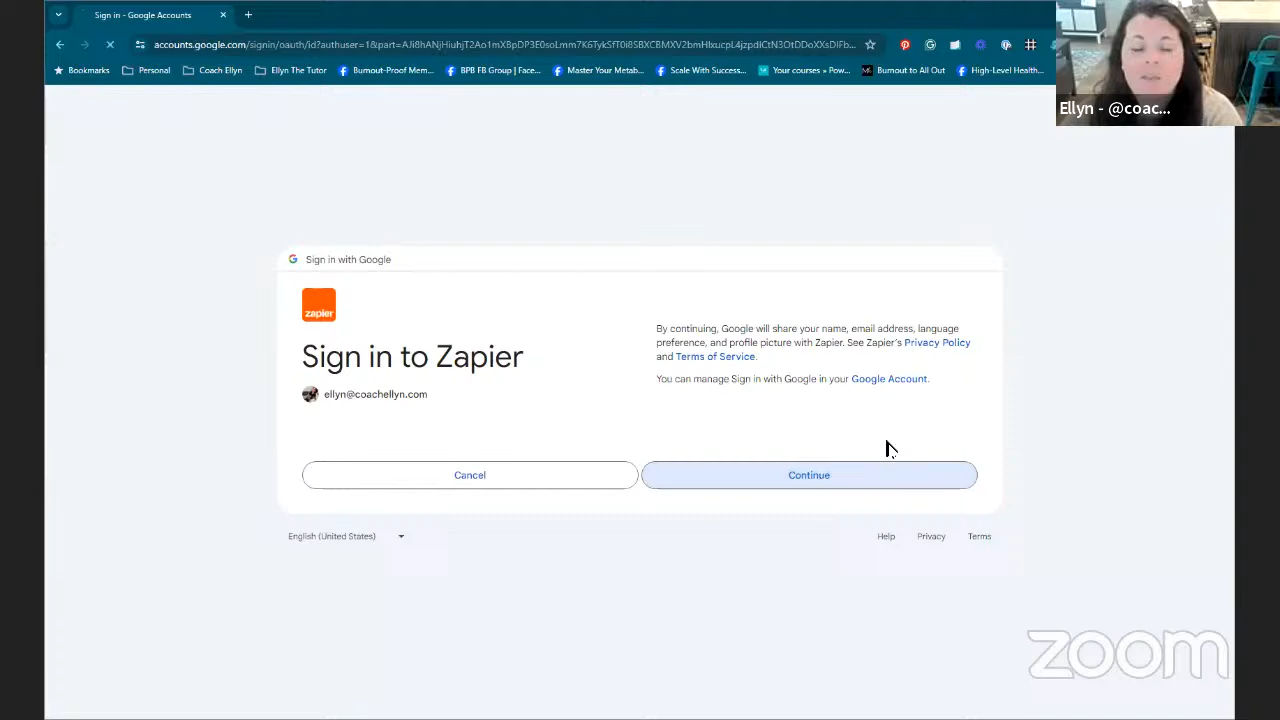 Sign in - Google Accounts
accounts.google.com/signin/oauth/id?authuser=1&part=
Bookmarks
Personal
Coach Ellyn
Ellyn The Tutor
Burnout-Proof Mem...
BPB FB Group | Face...
Master Your Metab...
Scale With Success...
Your courses » Pow...
Burnout to All Out
High-Level Health...
Ellyn - @coac...
Sign in with Google
zapier
Sign in to Zapier
ellyn@coachellyn.com
By continuing, Google will share your name, email address, language
preference, and profile picture with Zapier. See Zapier's Privacy Policy
and Terms of Service.
You can manage Sign in with Google in your Google Account.
Cancel
Continue
English (United States)
Help
Privacy
Terms
zoom